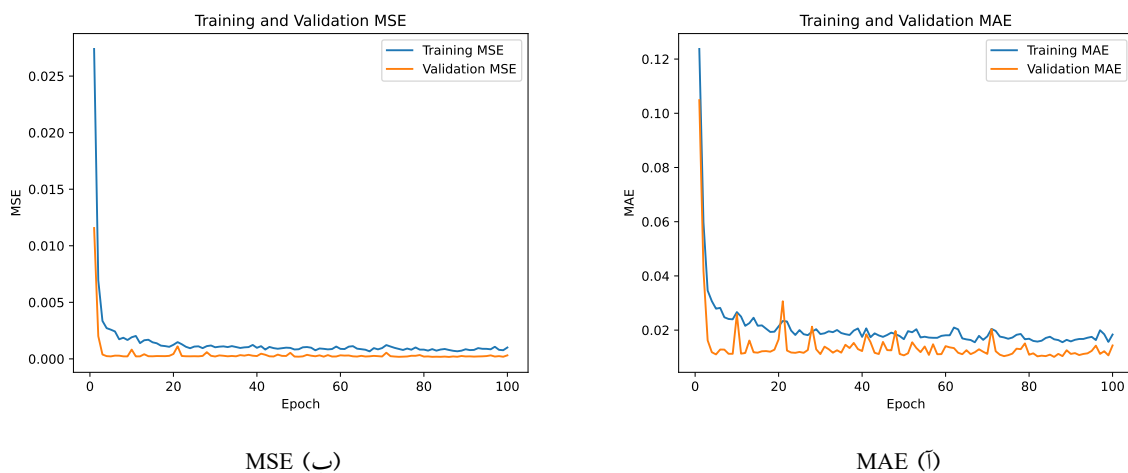 Training and Validation MSE
Training MSE
Validation MSE
0.025
0.020
0.015
0.010
0.005
0.000
MSE
0 20 40 60 80 100
Epoch
MSE (ب)
Training and Validation MAE
Training MAE
Validation MAE
0.12
0.10
0.08
0.06
0.04
0.02
MAE
0 20 40 60 80 100
Epoch
MAE (آ)